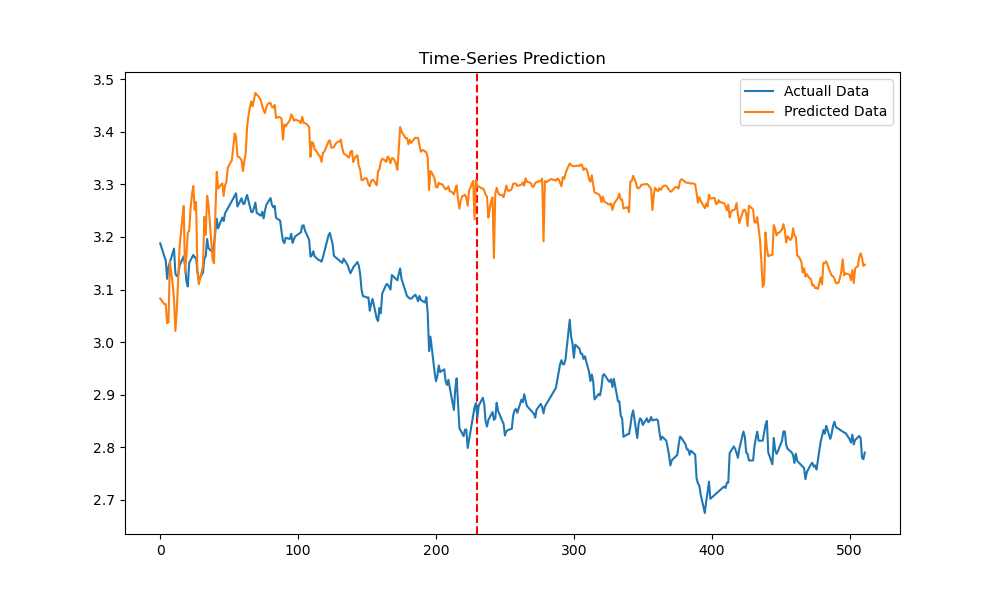 Time-Series Prediction
3.5
3.4
3.3
3.2
3.1
3.0
2.9
2.8
2.7
Actuall Data
Predicted Data
0 100 200 300 400 500